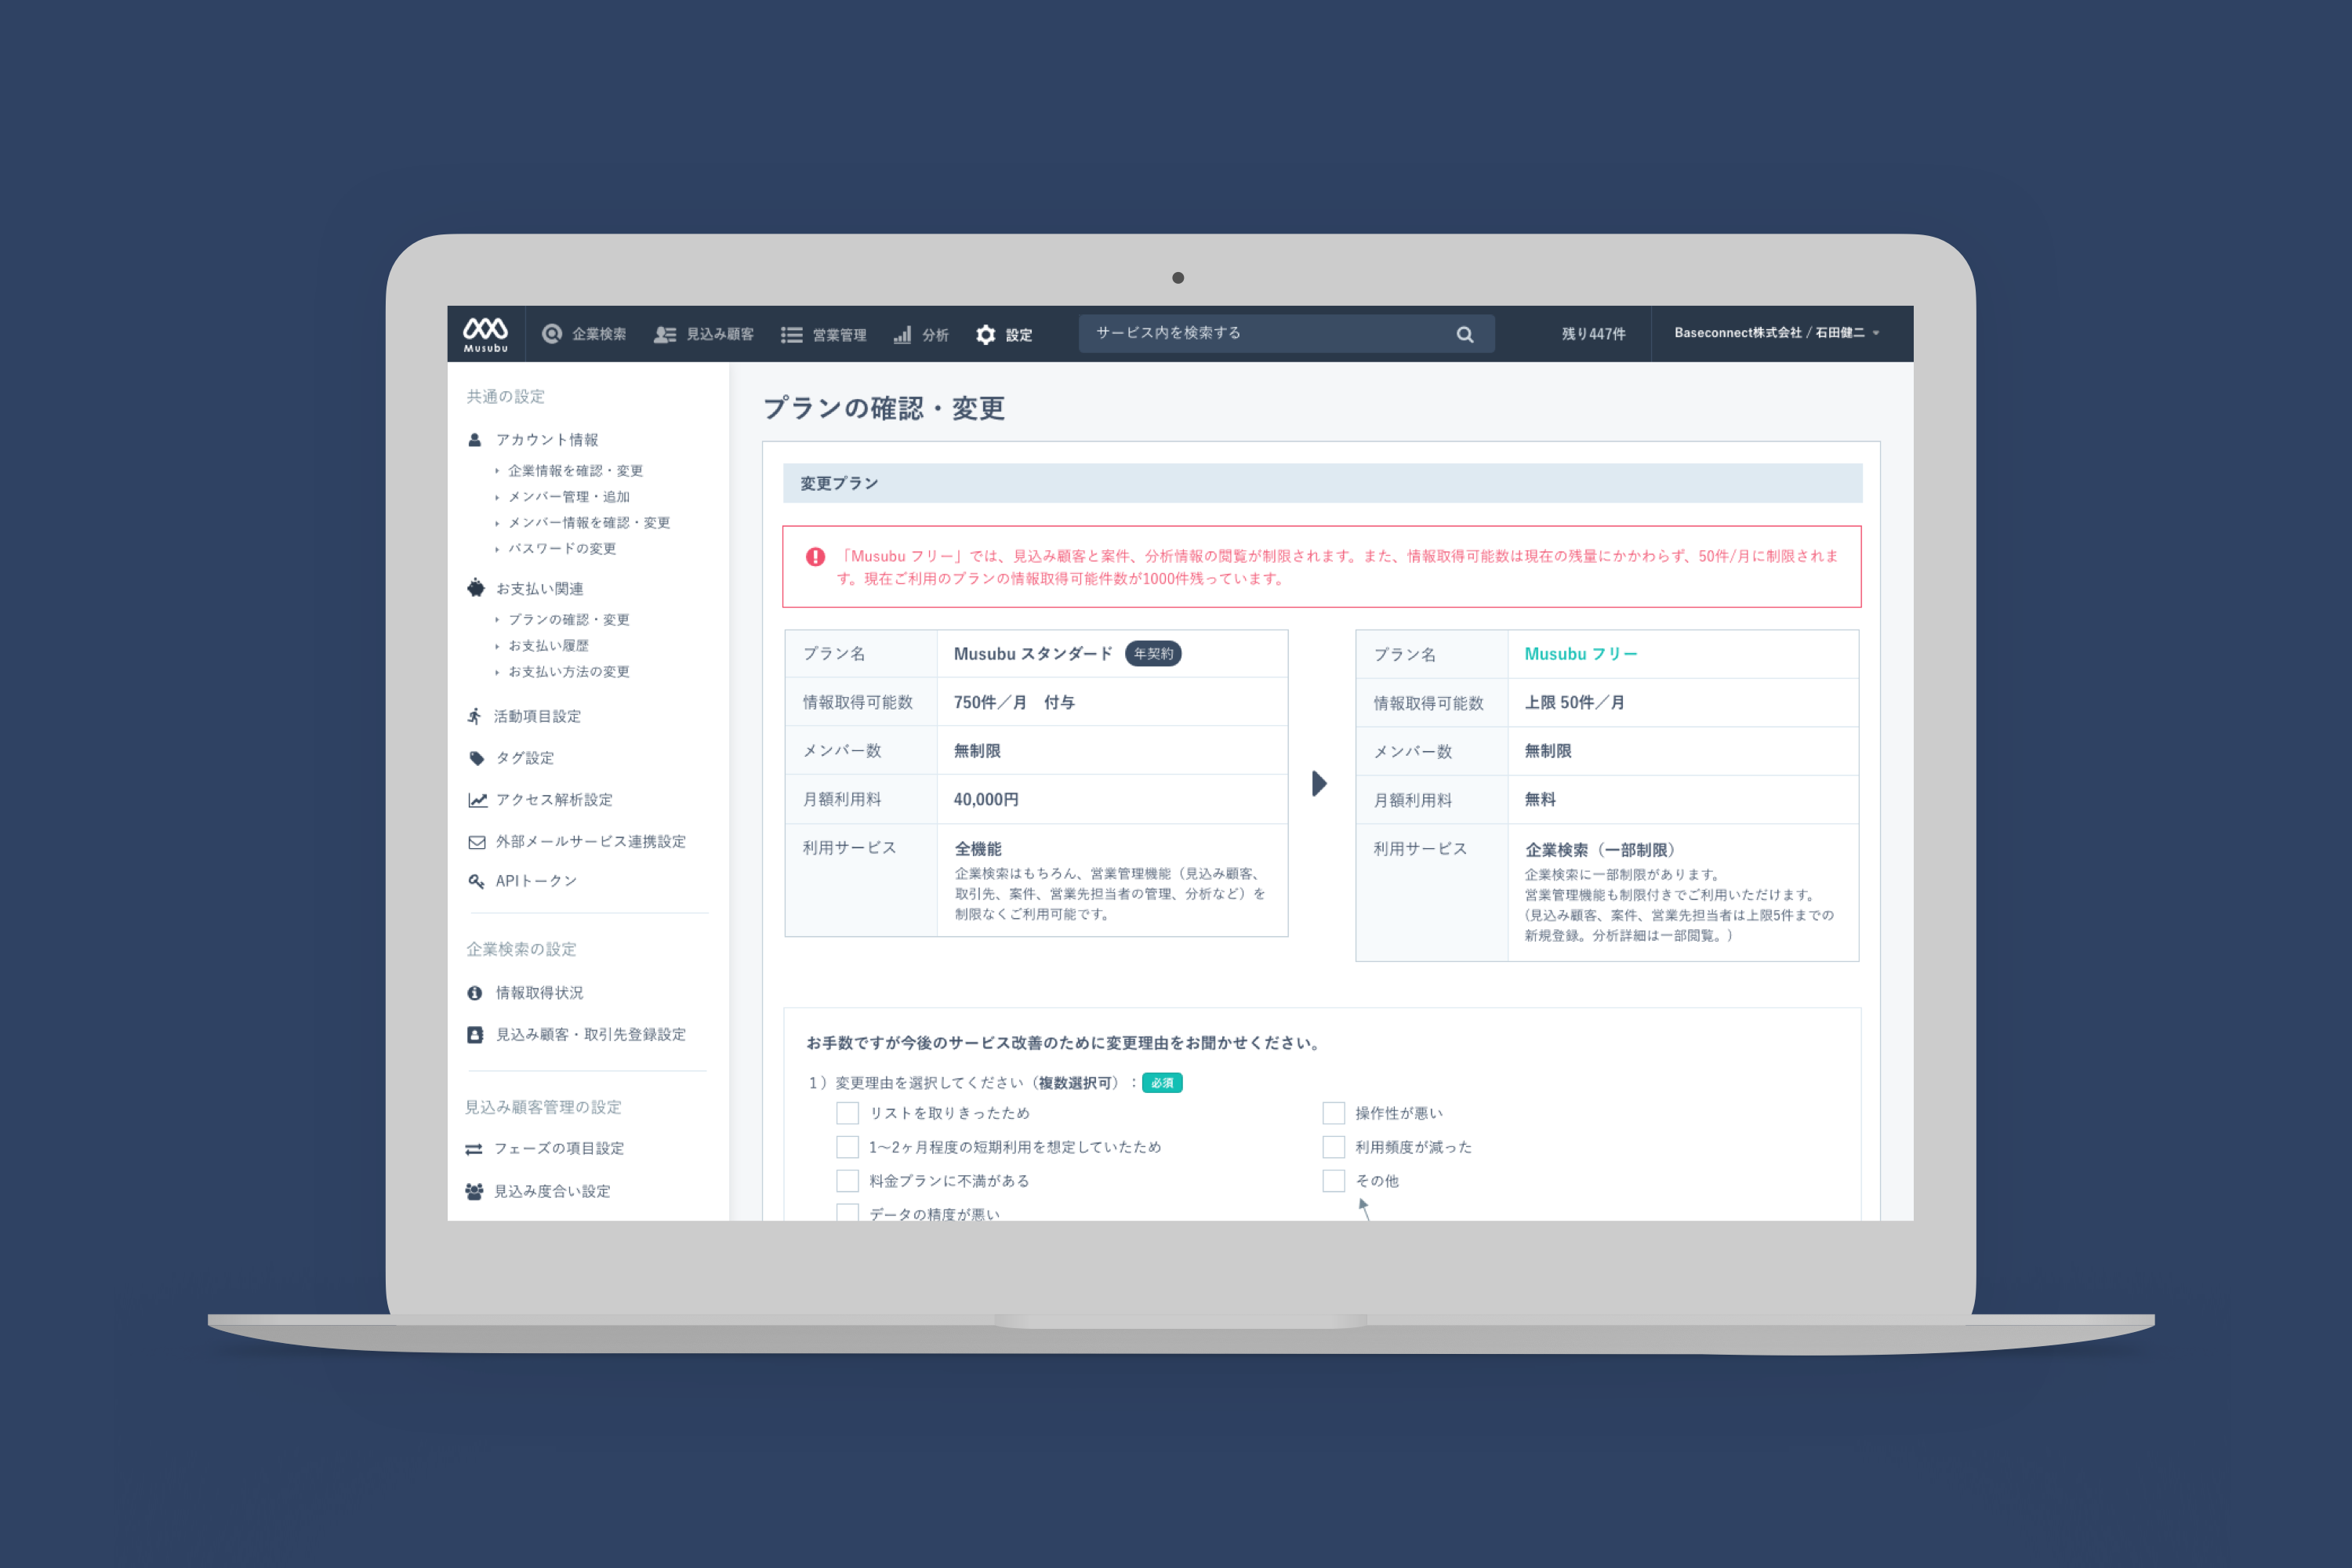 Musubu
企業検索
見込み顧客
営業管理
分析
設定
サービス内を検索する
残り447件
Baseconnect株式会社 / 石田健二
共通の設定
アカウント情報
企業情報を確認・変更
メンバー管理・追加
メンバー情報を確認・変更
パスワードの変更
お支払い関連
プランの確認・変更
お支払い履歴
お支払い方法の変更
活動項目設定
タグ設定
アクセス解析設定
外部メールサービス連携設定
APIトークン
企業検索の設定
情報取得状況
見込み顧客・取引先登録設定
見込み顧客管理の設定
フェーズの項目設定
見込み度合い設定
プランの確認・変更
変更プラン
「Musubu フリー」では、見込み顧客と案件、分析情報の閲覧が制限されます。また、情報取得可能数は現在の残量にかかわらず、50件/月に制限されま
す。現在ご利用のプランの情報取得可能件数が1000件残っています。
プラン名
Musubu スタンダード 年契約
情報取得可能数
750件／月　付与
メンバー数
無制限
月額利用料
40,000円
利用サービス
全機能
企業検索はもちろん、営業管理機能（見込み顧客、
取引先、案件、営業先担当者の管理、分析など）を
制限なくご利用可能です。
プラン名
Musubu フリー
情報取得可能数
上限 50件／月
メンバー数
無制限
月額利用料
無料
利用サービス
企業検索（一部制限）
企業検索に一部制限があります。
営業管理機能も制限付きでご利用いただけます。
（見込み顧客、案件、営業先担当者は上限5件までの
新規登録。分析詳細は一部閲覧。）
お手数ですが今後のサービス改善のために変更理由をお聞かせください。
1）変更理由を選択してください（複数選択可）： 必須
リストを取りきったため
1〜2ヶ月程度の短期利用を想定していたため
料金プランに不満がある
データの精度が悪い
操作性が悪い
利用頻度が減った
その他